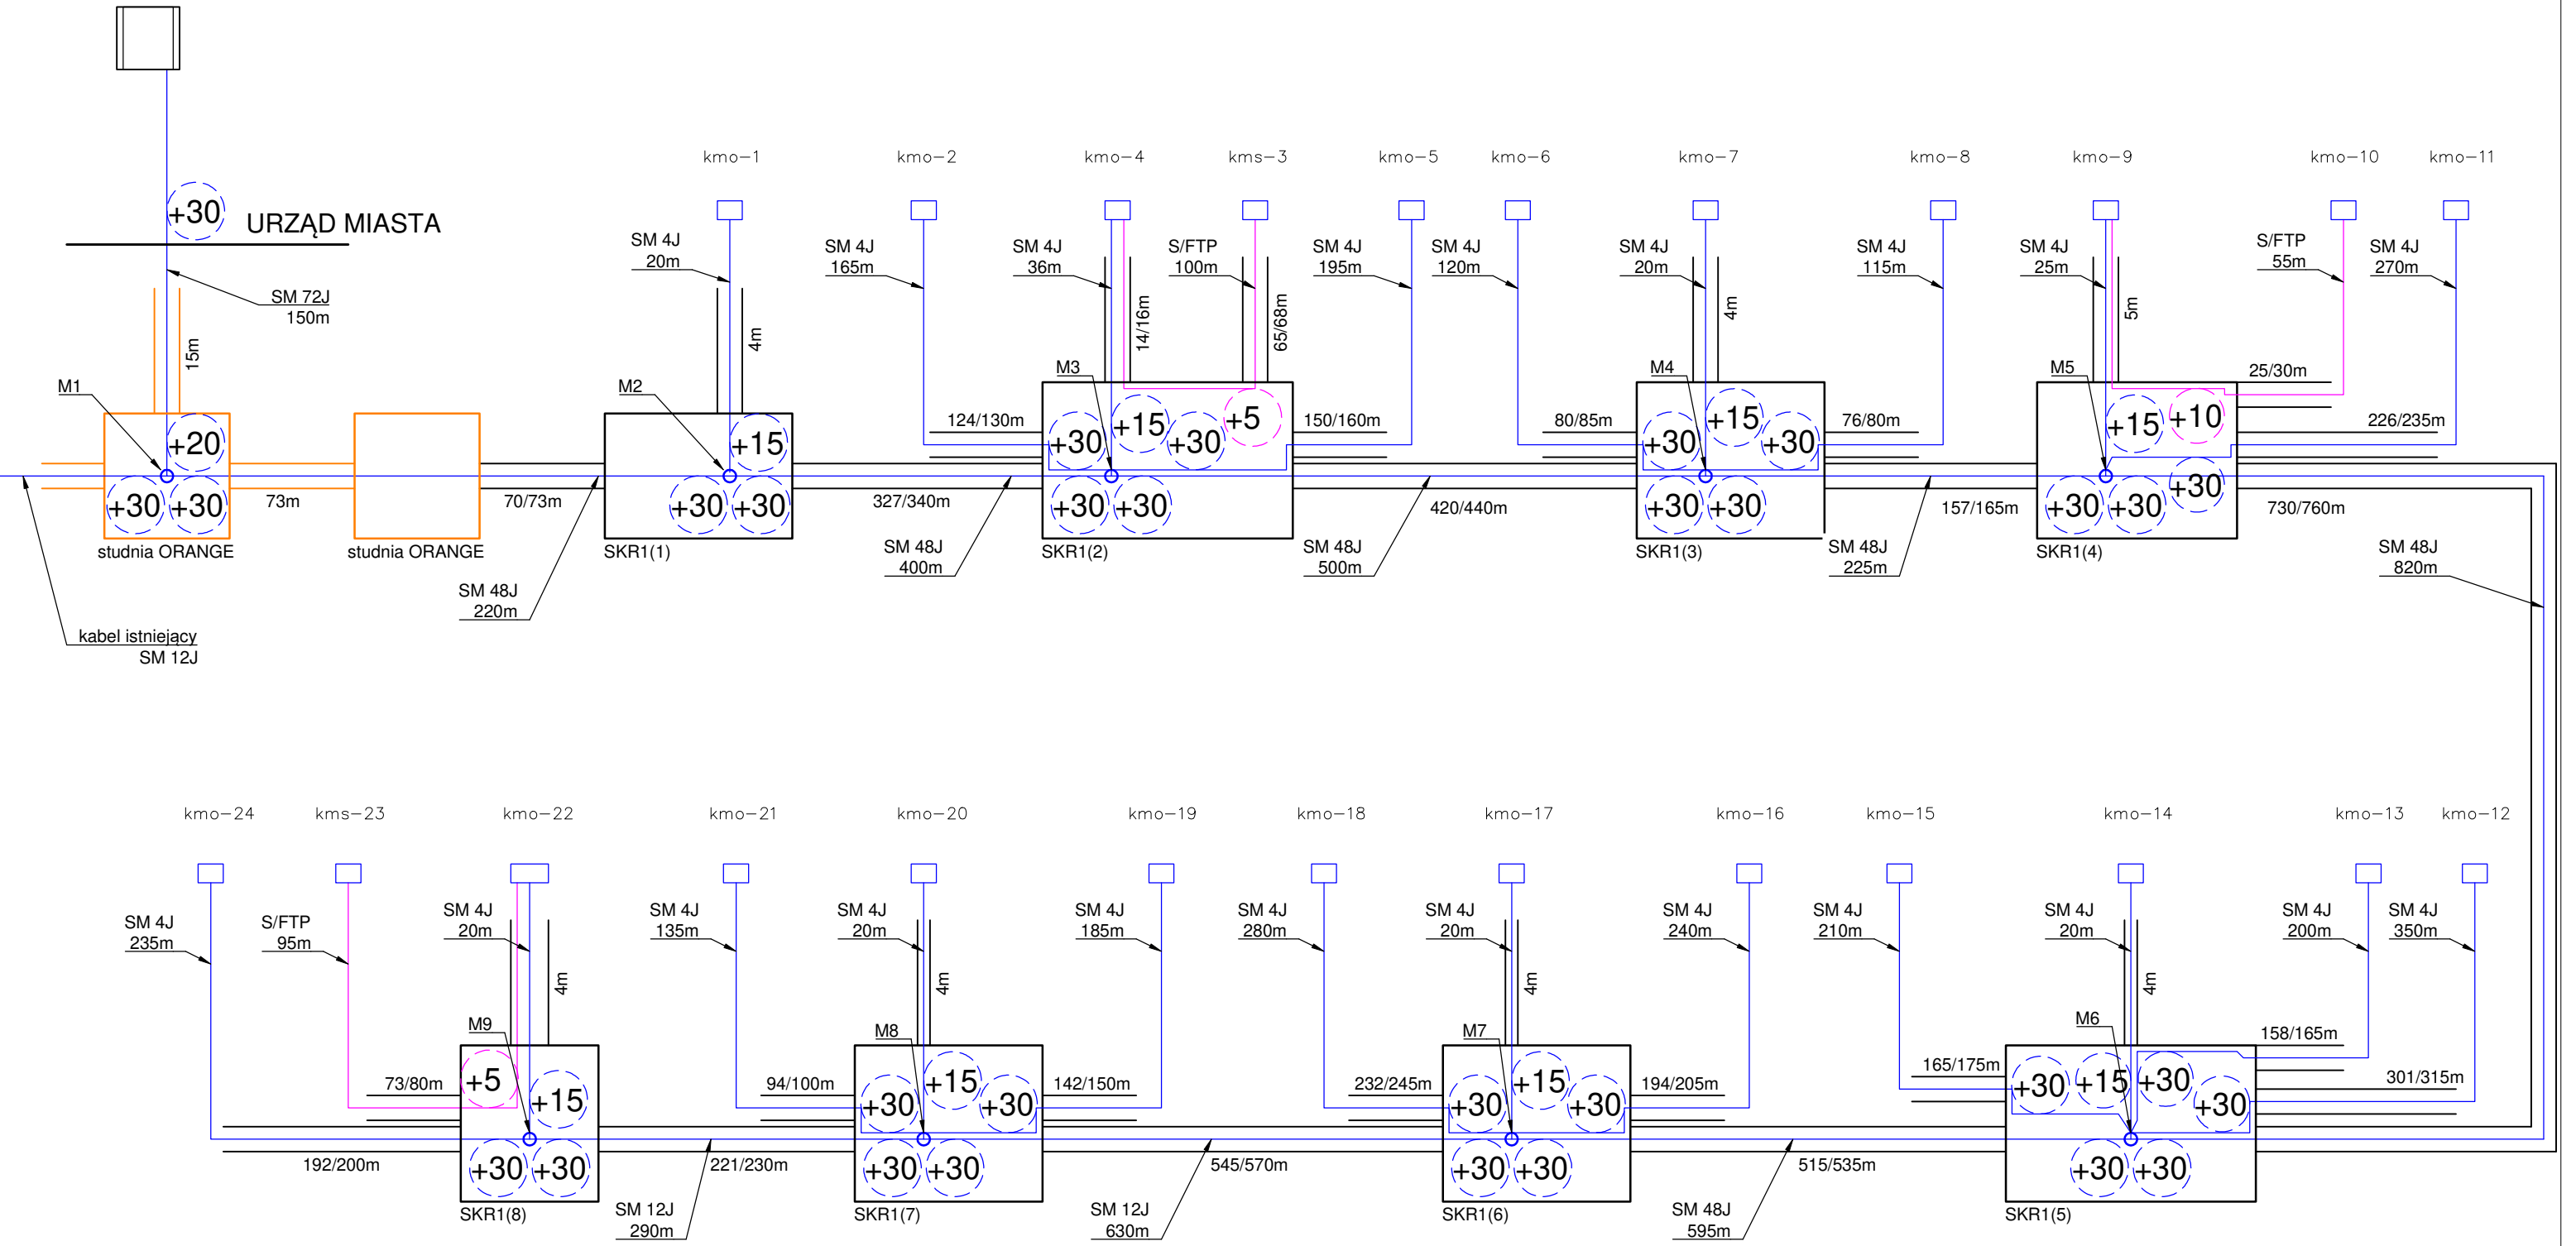 kmo-1
kmo-2
kmo-4
kms-3
kmo-5
kmo-6
kmo-7
kmo-8
kmo-9
kmo-10
kmo-11
+30
URZĄD MIASTA
SM 72J
150m
15m
SM 4J
20m
4m
SM 4J
165m
SM 4J
36m
14/16m
S/FTP
100m
65/68m
SM 4J
195m
SM 4J
120m
SM 4J
20m
4m
SM 4J
115m
SM 4J
25m
5m
S/FTP
55m
SM 4J
270m
M1
+20
+30
+30
studnia ORANGE
73m
studnia ORANGE
70/73m
M2
+15
+30
+30
SKR1(1)
327/340m
124/130m
M3
+30
+15
+30
+5
+30
+30
SKR1(2)
150/160m
420/440m
80/85m
M4
+30
+15
+30
+30
+30
SKR1(3)
76/80m
157/165m
M5
+15
+10
+30
+30
+30
SKR1(4)
25/30m
226/235m
730/760m
kabel istniejący
SM 12J
SM 48J
220m
SM 48J
400m
SM 48J
500m
SM 48J
225m
SM 48J
820m
kmo-24
kms-23
kmo-22
kmo-21
kmo-20
kmo-19
kmo-18
kmo-17
kmo-16
kmo-15
kmo-14
kmo-13
kmo-12
SM 4J
235m
S/FTP
95m
SM 4J
20m
4m
SM 4J
135m
SM 4J
20m
4m
SM 4J
185m
SM 4J
280m
SM 4J
20m
4m
SM 4J
240m
SM 4J
210m
SM 4J
20m
4m
SM 4J
200m
SM 4J
350m
192/200m
73/80m
M9
+5
+15
+30
+30
SKR1(8)
221/230m
94/100m
M8
+30
+15
+30
+30
+30
SKR1(7)
142/150m
545/570m
232/245m
M7
+30
+15
+30
+30
+30
SKR1(6)
194/205m
515/535m
165/175m
M6
+30
+15
+30
+30
+30
+30
SKR1(5)
158/165m
301/315m
SM 12J
290m
SM 12J
630m
SM 48J
595m